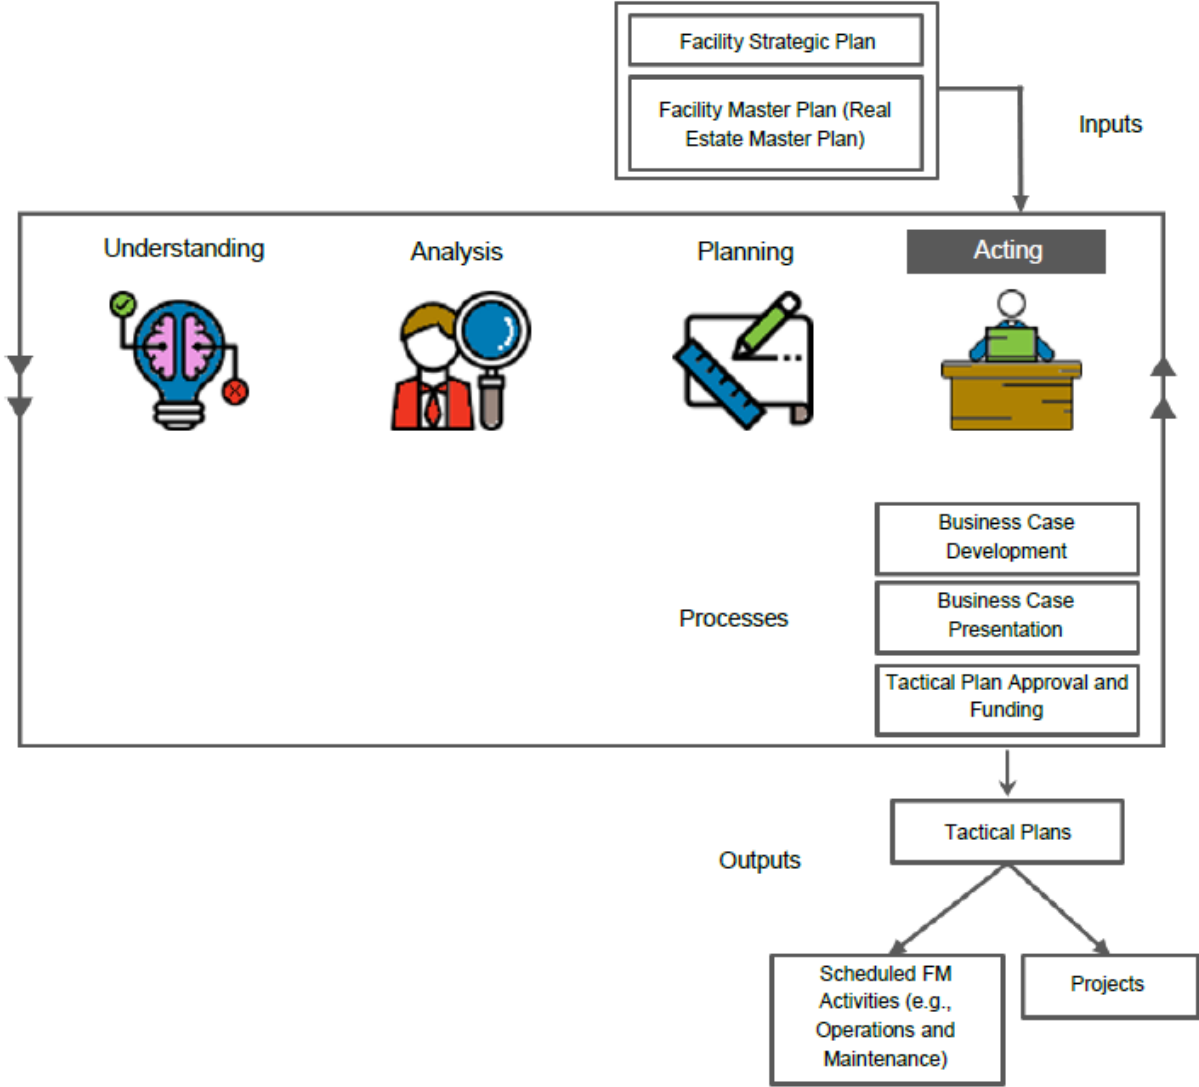 Facility Strategic Plan
Facility Master Plan (Real
Estate Master Plan)
Inputs
Understanding
Analysis
Planning
Acting
Business Case
Development
Processes
Business Case
Presentation
Tactical Plan Approval and
Funding
Tactical Plans
Outputs
Scheduled FM
Activities (e.g.,
Operations and
Maintenance)
Projects